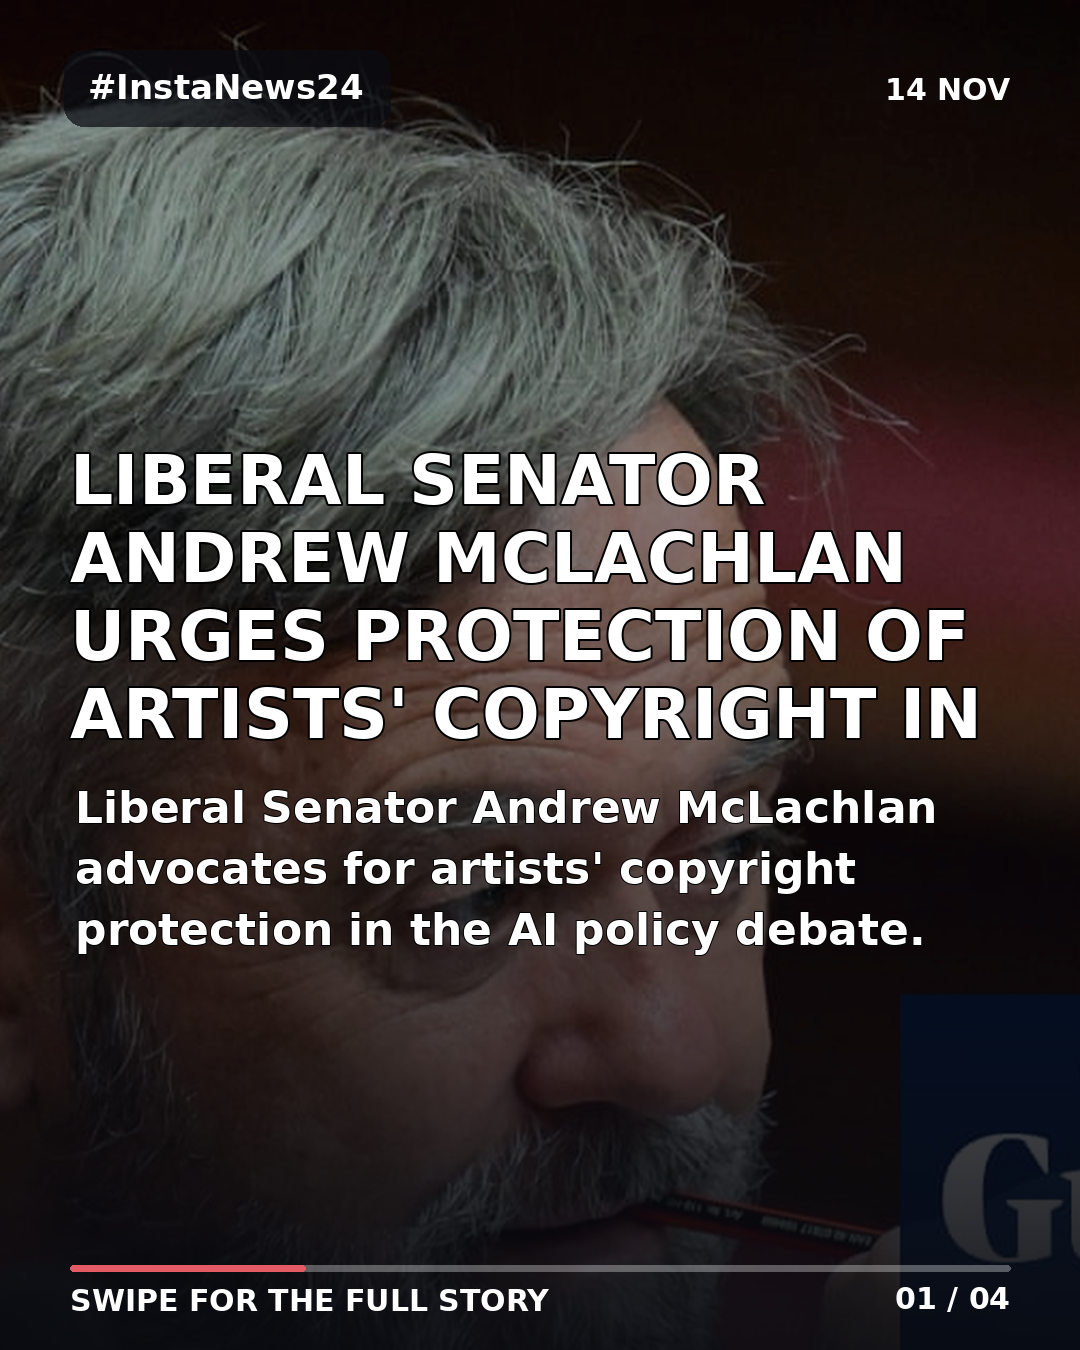 #InstaNews24
14 NOV
LIBERAL SENATOR
ANDREW MCLACHLAN
URGES PROTECTION OF
ARTISTS' COPYRIGHT IN
Liberal Senator Andrew McLachlan
advocates for artists' copyright
protection in the AI policy debate.
SWIPE FOR THE FULL STORY
01 / 04